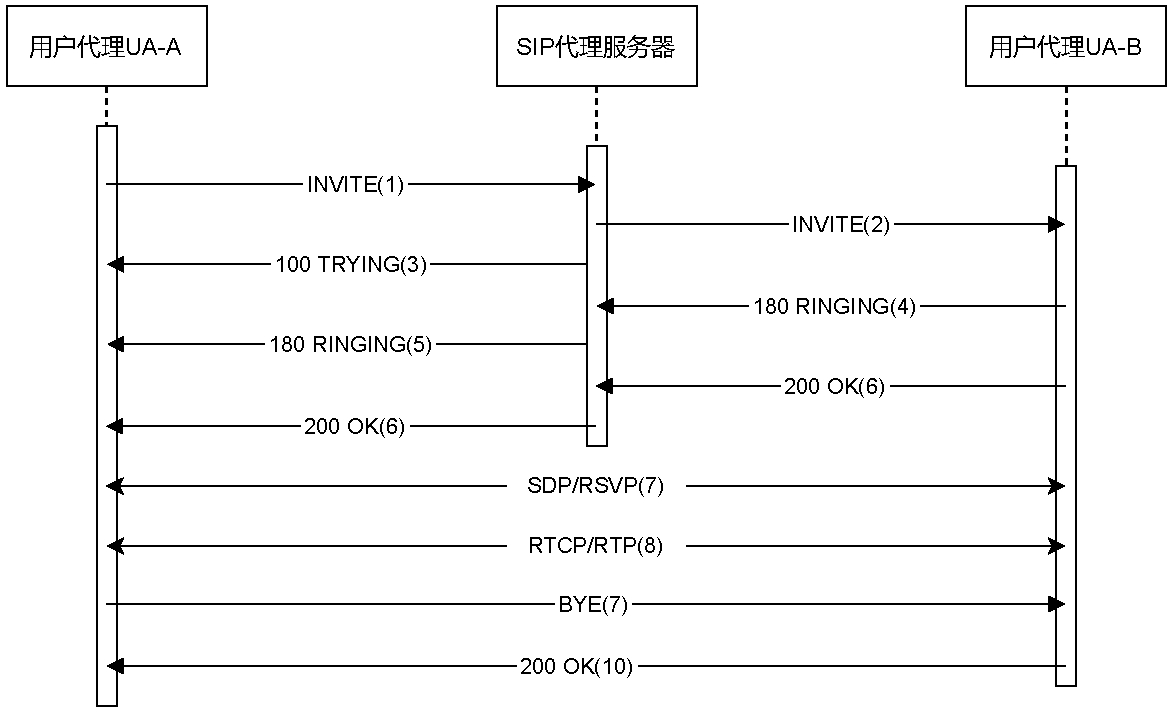 用户代理UA-A
SIP代理服务器
用户代理UA-B
INVITE(1)
INVITE(2)
100 TRYING(3)
180 RINGING(4)
180 RINGING(5)
200 OK(6)
200 OK(6)
SDP/RSVP(7)
RTCP/RTP(8)
BYE(7)
200 OK(10)